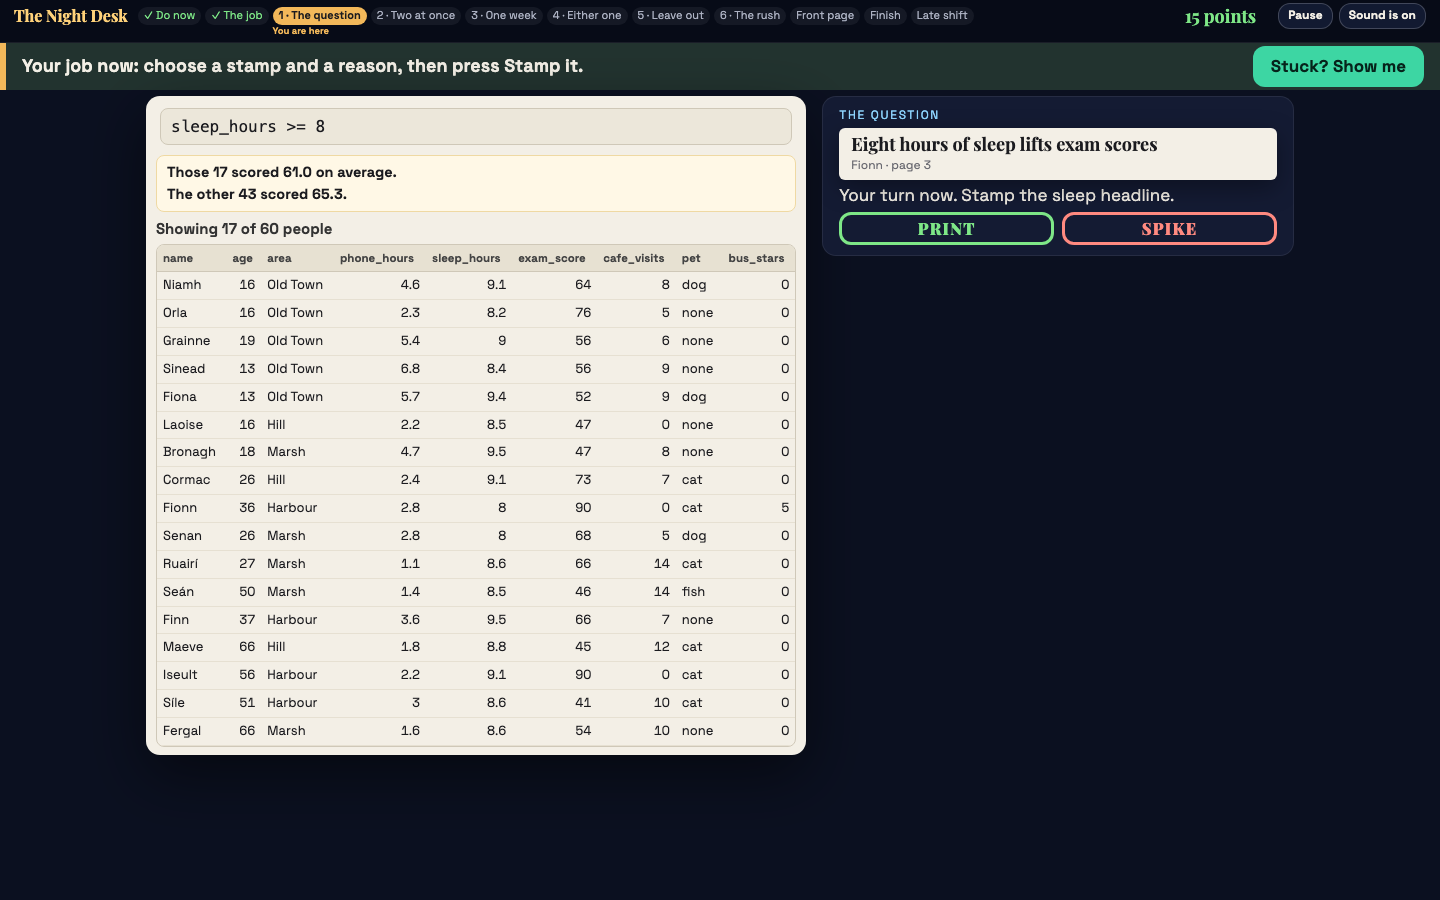 The Night Desk ✓ Do now ✓ The job 1 · The question 2 · Two at once 3 · One week 4 · Either one 5 · Leave out 6 · The rush Front page Finish Late shift 15 points Pause Sound is on
You are here
Your job now: choose a stamp and a reason, then press Stamp it. Stuck? Show me
sleep_hours >= 8
Those 17 scored 61.0 on average.
The other 43 scored 65.3.
Showing 17 of 60 people
name age area phone_hours sleep_hours exam_score cafe_visits pet bus_stars
Niamh 16 Old Town 4.6 9.1 64 8 dog 0
Orla 16 Old Town 2.3 8.2 76 5 none 0
Grainne 19 Old Town 5.4 9 56 6 none 0
Sinead 13 Old Town 6.8 8.4 56 9 none 0
Fiona 13 Old Town 5.7 9.4 52 9 dog 0
Laoise 16 Hill 2.2 8.5 47 0 none 0
Bronagh 18 Marsh 4.7 9.5 47 8 none 0
Cormac 26 Hill 2.4 9.1 73 7 cat 0
Fionn 36 Harbour 2.8 8 90 0 cat 5
Senan 26 Marsh 2.8 8 68 5 dog 0
Ruairí 27 Marsh 1.1 8.6 66 14 cat 0
Seán 50 Marsh 1.4 8.5 46 14 fish 0
Finn 37 Harbour 3.6 9.5 66 7 none 0
Maeve 66 Hill 1.8 8.8 45 12 cat 0
Iseult 56 Harbour 2.2 9.1 90 0 cat 0
Síle 51 Harbour 3 8.6 41 10 cat 0
Fergal 66 Marsh 1.6 8.6 54 10 none 0
THE QUESTION
Eight hours of sleep lifts exam scores
Fionn · page 3
Your turn now. Stamp the sleep headline.
PRINT SPIKE